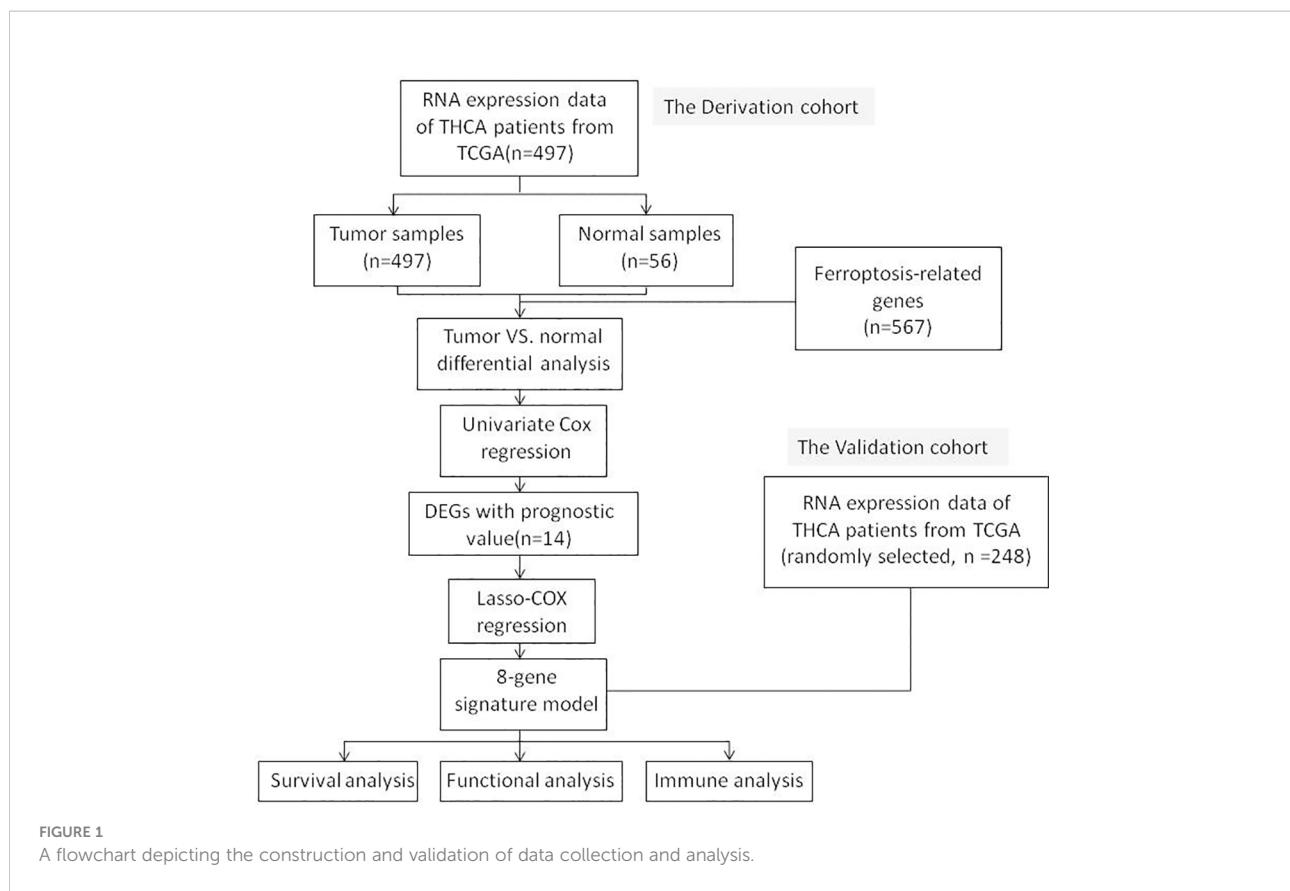 RNA expression data
of THCA patients from
TCGA(n=497)
The Derivation cohort
Tumor samples
(n=497)
Normal samples
(n=56)
Ferroptosis-related
genes
(n=567)
Tumor VS. normal
differential analysis
Univariate Cox
regression
The Validation cohort
DEGs with prognostic
value(n=14)
RNA expression data of
THCA patients from TCGA
(randomly selected, n =248)
Lasso-COX
regression
8-gene
signature model
Survival analysis
Functional analysis
Immune analysis
FIGURE 1
A flowchart depicting the construction and validation of data collection and analysis.